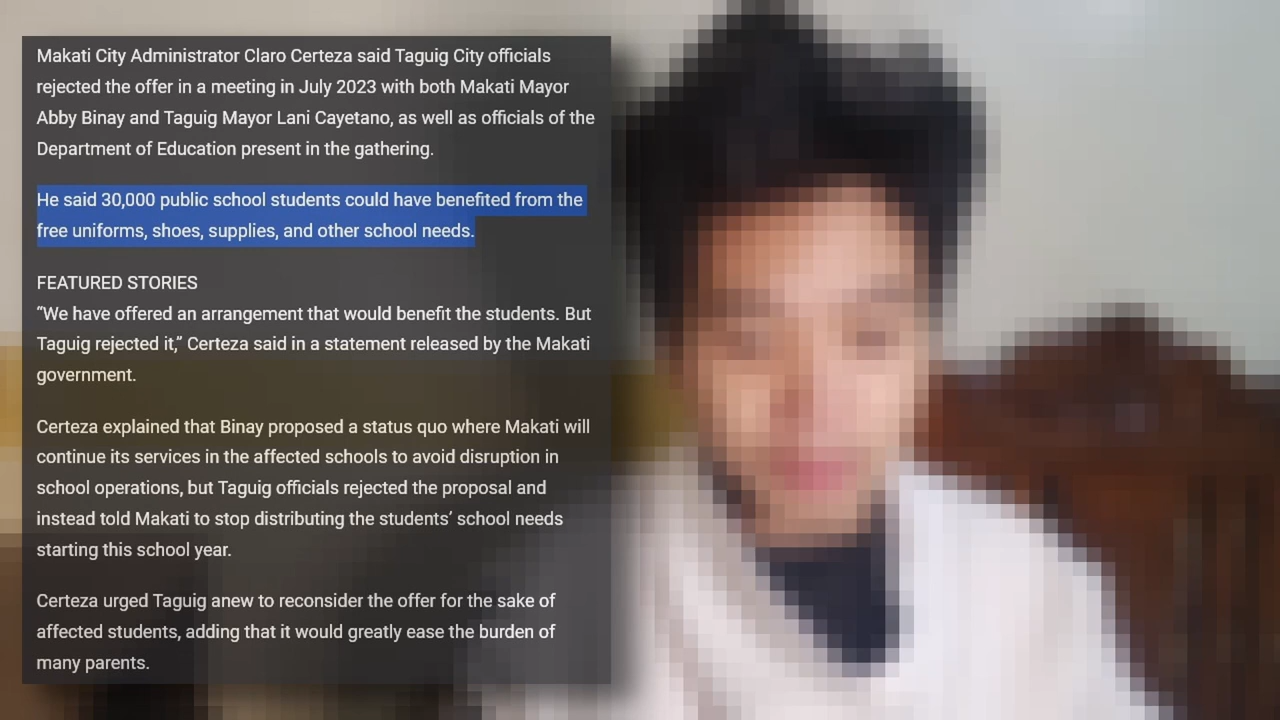 Makati City Administrator Claro Certeza said Taguig City officials
rejected the offer in a meeting in July 2023 with both Makati Mayor
Abby Binay and Taguig Mayor Lani Cayetano, as well as officials of the
Department of Education present in the gathering.
He said 30,000 public school students could have benefited from the
free uniforms, shoes, supplies, and other school needs.
FEATURED STORIES
“We have offered an arrangement that would benefit the students. But
Taguig rejected it,” Certeza said in a statement released by the Makati
government.
Certeza explained that Binay proposed a status quo where Makati will
continue its services in the affected schools to avoid disruption in
school operations, but Taguig officials rejected the proposal and
instead told Makati to stop distributing the students’ school needs
starting this school year.
Certeza urged Taguig anew to reconsider the offer for the sake of
affected students, adding that it would greatly ease the burden of
many parents.